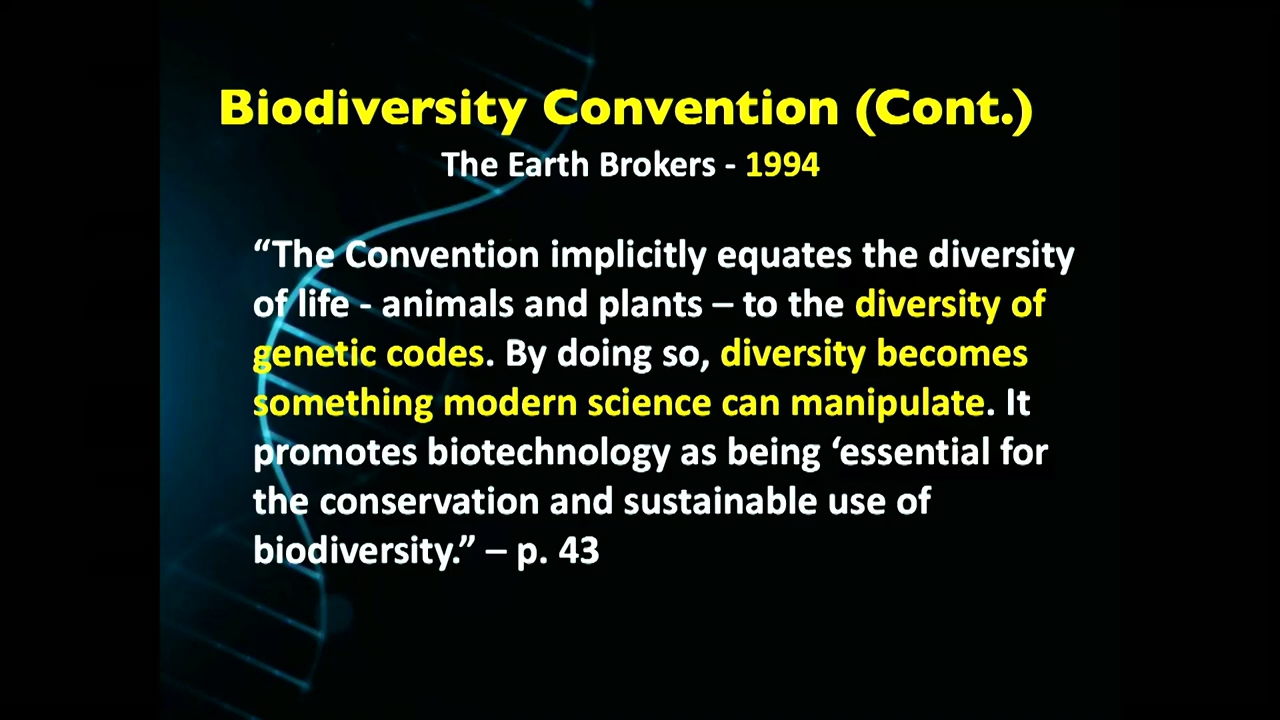 Biodiversity Convention (Cont.)
The Earth Brokers - 1994
“The Convention implicitly equates the diversity
of life - animals and plants – to the diversity of
genetic codes. By doing so, diversity becomes
something modern science can manipulate. It
promotes biotechnology as being ‘essential for
the conservation and sustainable use of
biodiversity.” – p. 43